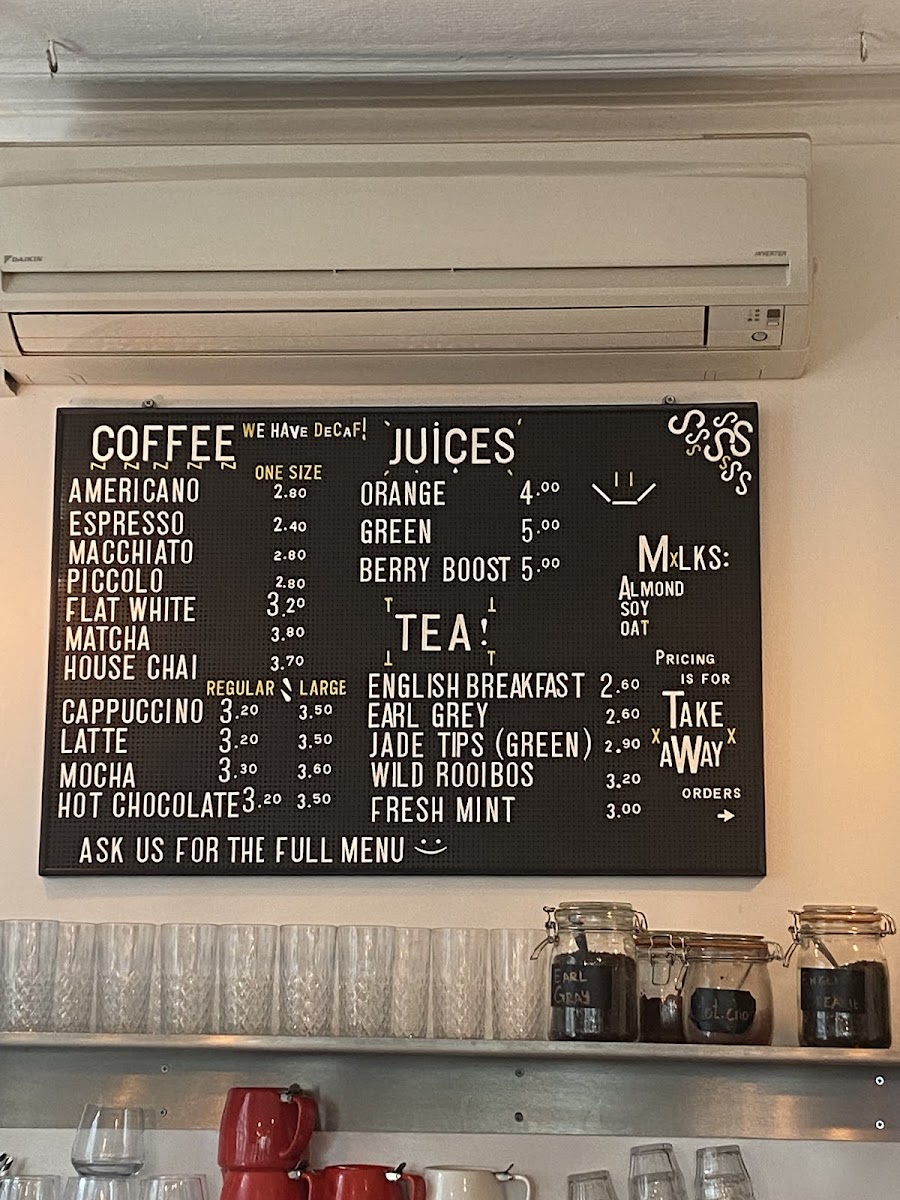 DAIKIN
INVERTER
COFFEE
WE HAVE DECAF!
ONE SIZE
AMERICANO 2.80
ESPRESSO 2.40
MACCHIATO 2.80
PICCOLO 2.80
FLAT WHITE 3.20
MATCHA 3.80
HOUSE CHAI 3.70
REGULAR LARGE
CAPPUCCINO 3.20 3.50
LATTE 3.20 3.50
MOCHA 3.30 3.60
HOT CHOCOLATE 3.20 3.50
ASK US FOR THE FULL MENU
JUICES
ORANGE 4.00
GREEN 5.00
BERRY BOOST 5.00
TEA!
ENGLISH BREAKFAST 2.60
EARL GREY 2.60
JADE TIPS (GREEN) 2.90
WILD ROOIBOS 3.20
FRESH MINT 3.00
SSSSSSSS
MxLKS:
ALMOND
SOY
OAT
PRICING
IS FOR
TAKE
x AWAY x
ORDERS
EARL
GRAY